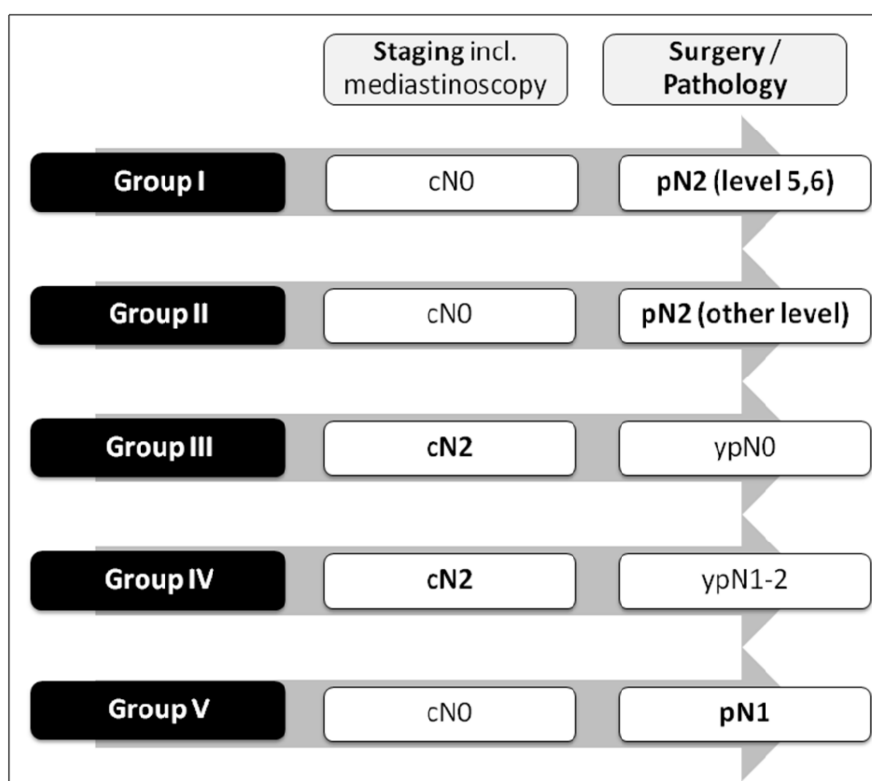 Staging incl.
mediastinoscopy
Surgery /
Pathology
Group I
cN0
pN2 (level 5,6)
Group II
cN0
pN2 (other level)
Group III
cN2
ypN0
Group IV
cN2
ypN1-2
Group V
cN0
pN1